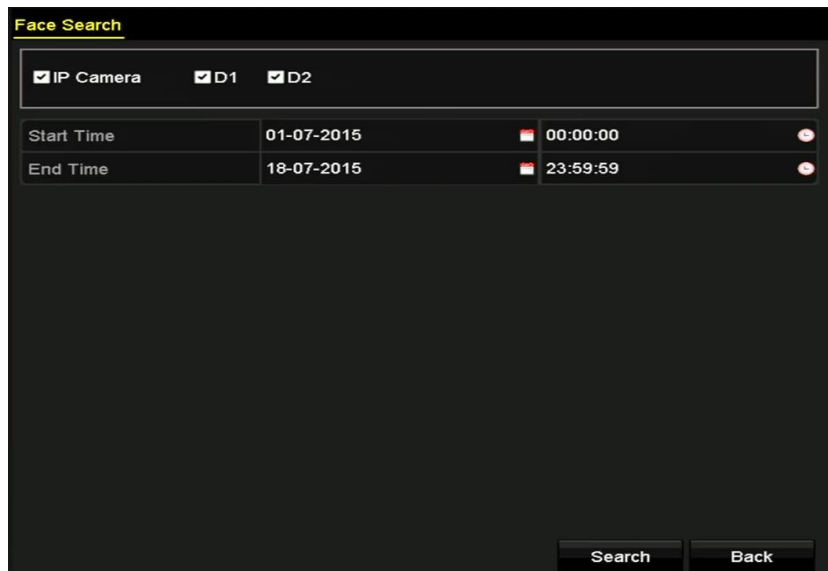 Face Search
IP Camera D1 D2
Start Time 01-07-2015 00:00:00
End Time 18-07-2015 23:59:59
Search Back